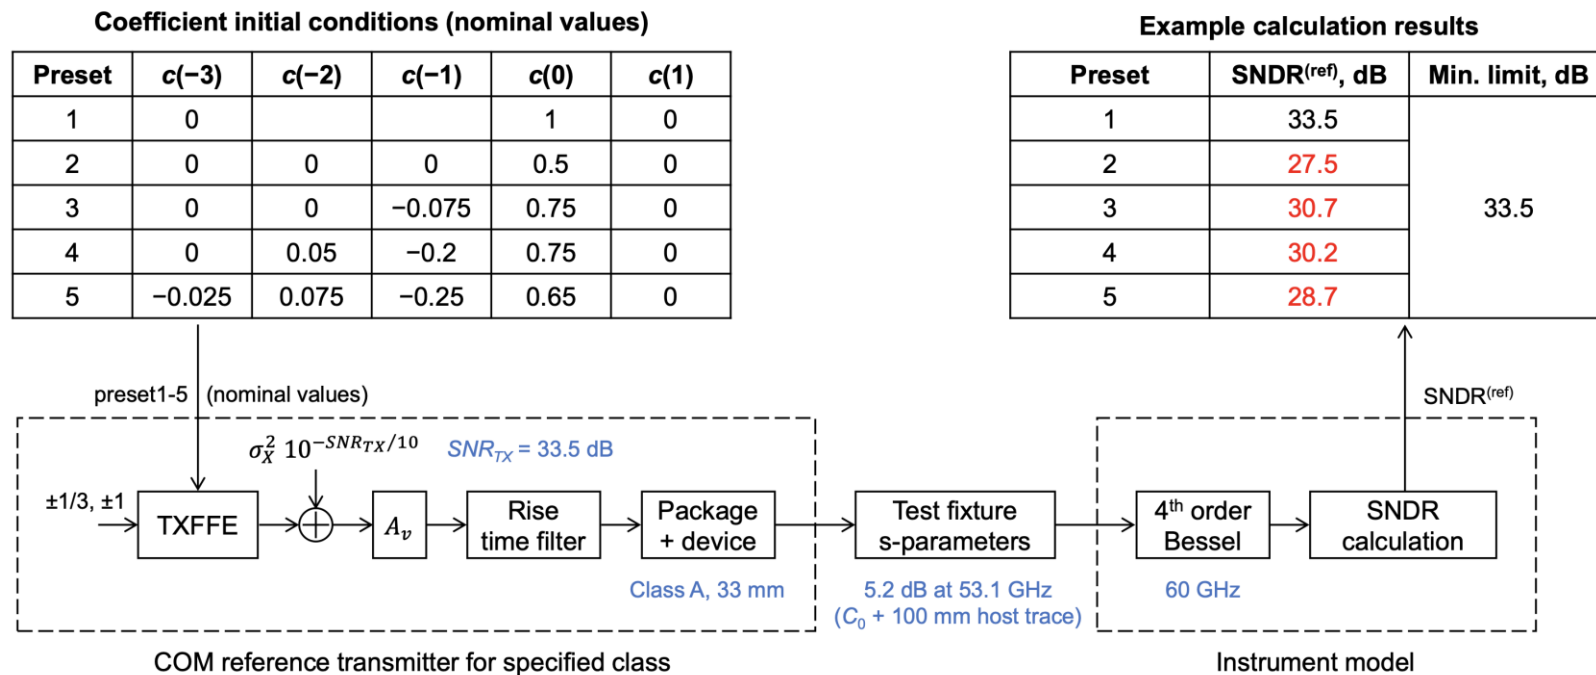 Coefficient initial conditions (nominal values)
Preset c(−3) c(−2) c(−1) c(0) c(1)
1 0 1 0
2 0 0 0 0.5 0
3 0 0 −0.075 0.75 0
4 0 0.05 −0.2 0.75 0
5 −0.025 0.075 −0.25 0.65 0
Example calculation results
Preset SNDR(ref), dB Min. limit, dB
1 33.5
2 27.5
3 30.7 33.5
4 30.2
5 28.7
preset1-5 (nominal values)
SNDR(ref)
σ_X^2 10^{−SNR_{TX}/10}
SNR_TX = 33.5 dB
±1/3, ±1
TXFFE
A_v
Rise
time filter
Package
+ device
Test fixture
s-parameters
4th order
Bessel
SNDR
calculation
Class A, 33 mm
5.2 dB at 53.1 GHz
(C_0 + 100 mm host trace)
60 GHz
COM reference transmitter for specified class
Instrument model